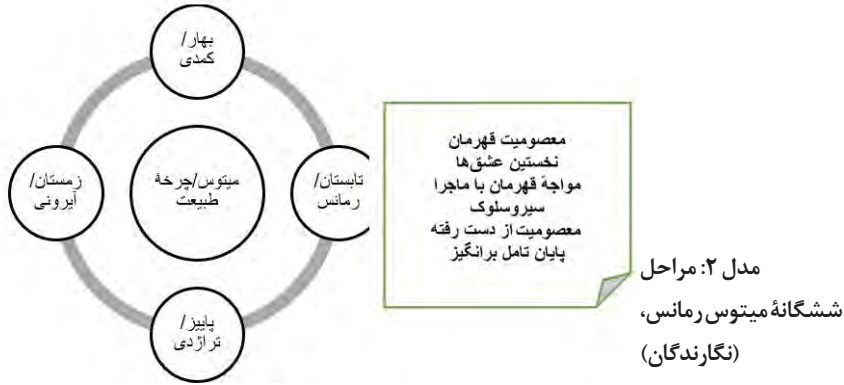 بهار/
کمدی
زمستان/
آیرونی
میتوس/چرخهٔ
طبیعت
تابستان/
رمانس
پاییز/
تراژدی
معصومیت قهرمان
نخستین عشق‌ها
مواجهٔ قهرمان با ماجرا
سیروسلوک
معصومیت از دست رفته
پایان تامل برانگیز
مدل ۲: مراحل
ششگانهٔ میتوس رمانس،
(نگارندگان)